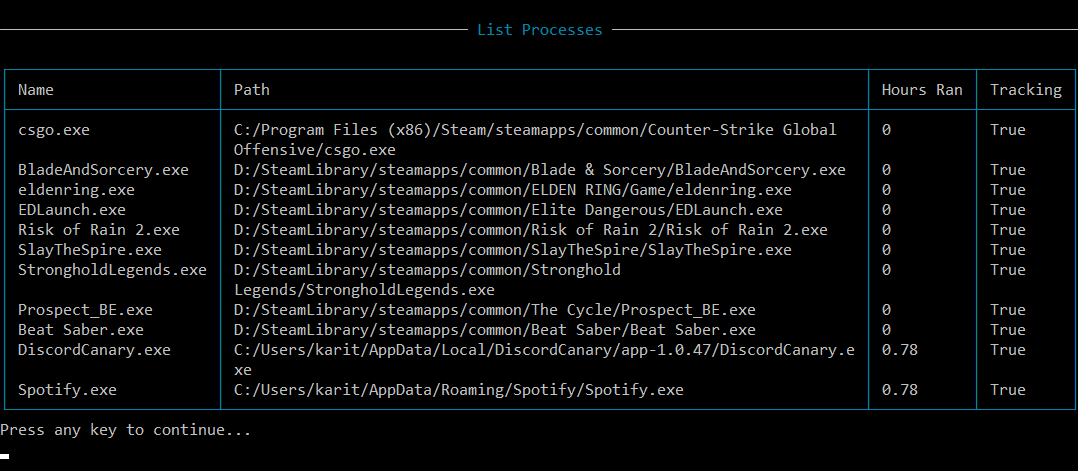 List Processes
Name Path Hours Ran Tracking
csgo.exe C:/Program Files (x86)/Steam/steamapps/common/Counter-Strike Global 0 True
Offensive/csgo.exe
BladeAndSorcery.exe D:/SteamLibrary/steamapps/common/Blade & Sorcery/BladeAndSorcery.exe 0 True
eldenring.exe D:/SteamLibrary/steamapps/common/ELDEN RING/Game/eldenring.exe 0 True
EDLaunch.exe D:/SteamLibrary/steamapps/common/Elite Dangerous/EDLaunch.exe 0 True
Risk of Rain 2.exe D:/SteamLibrary/steamapps/common/Risk of Rain 2/Risk of Rain 2.exe 0 True
SlayTheSpire.exe D:/SteamLibrary/steamapps/common/SlayTheSpire/SlayTheSpire.exe 0 True
StrongholdLegends.exe D:/SteamLibrary/steamapps/common/Stronghold 0 True
Legends/StrongholdLegends.exe
Prospect_BE.exe D:/SteamLibrary/steamapps/common/The Cycle/Prospect_BE.exe 0 True
Beat Saber.exe D:/SteamLibrary/steamapps/common/Beat Saber/Beat Saber.exe 0 True
DiscordCanary.exe C:/Users/karit/AppData/Local/DiscordCanary/app-1.0.47/DiscordCanary.e 0.78 True
xe
Spotify.exe C:/Users/karit/AppData/Roaming/Spotify/Spotify.exe 0.78 True
Press any key to continue...